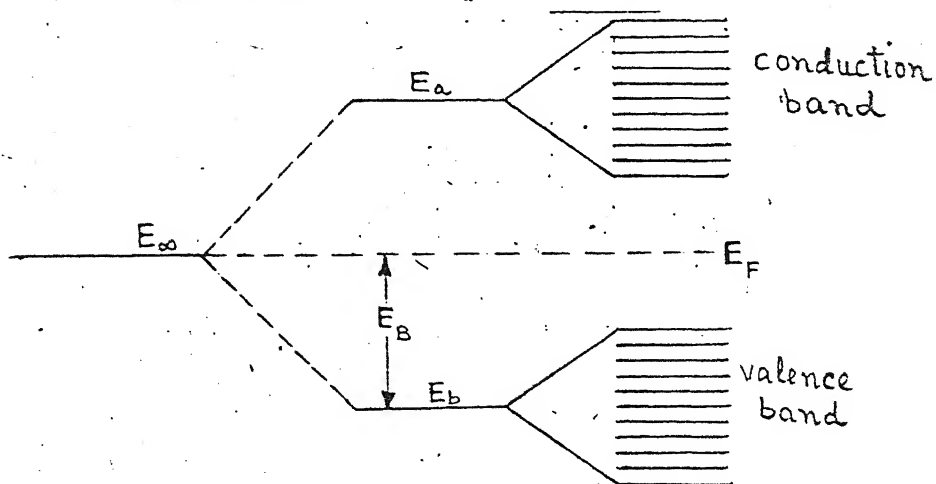 conduction
band
E_a
E_∞
E_F
E_B
E_b
valence
band